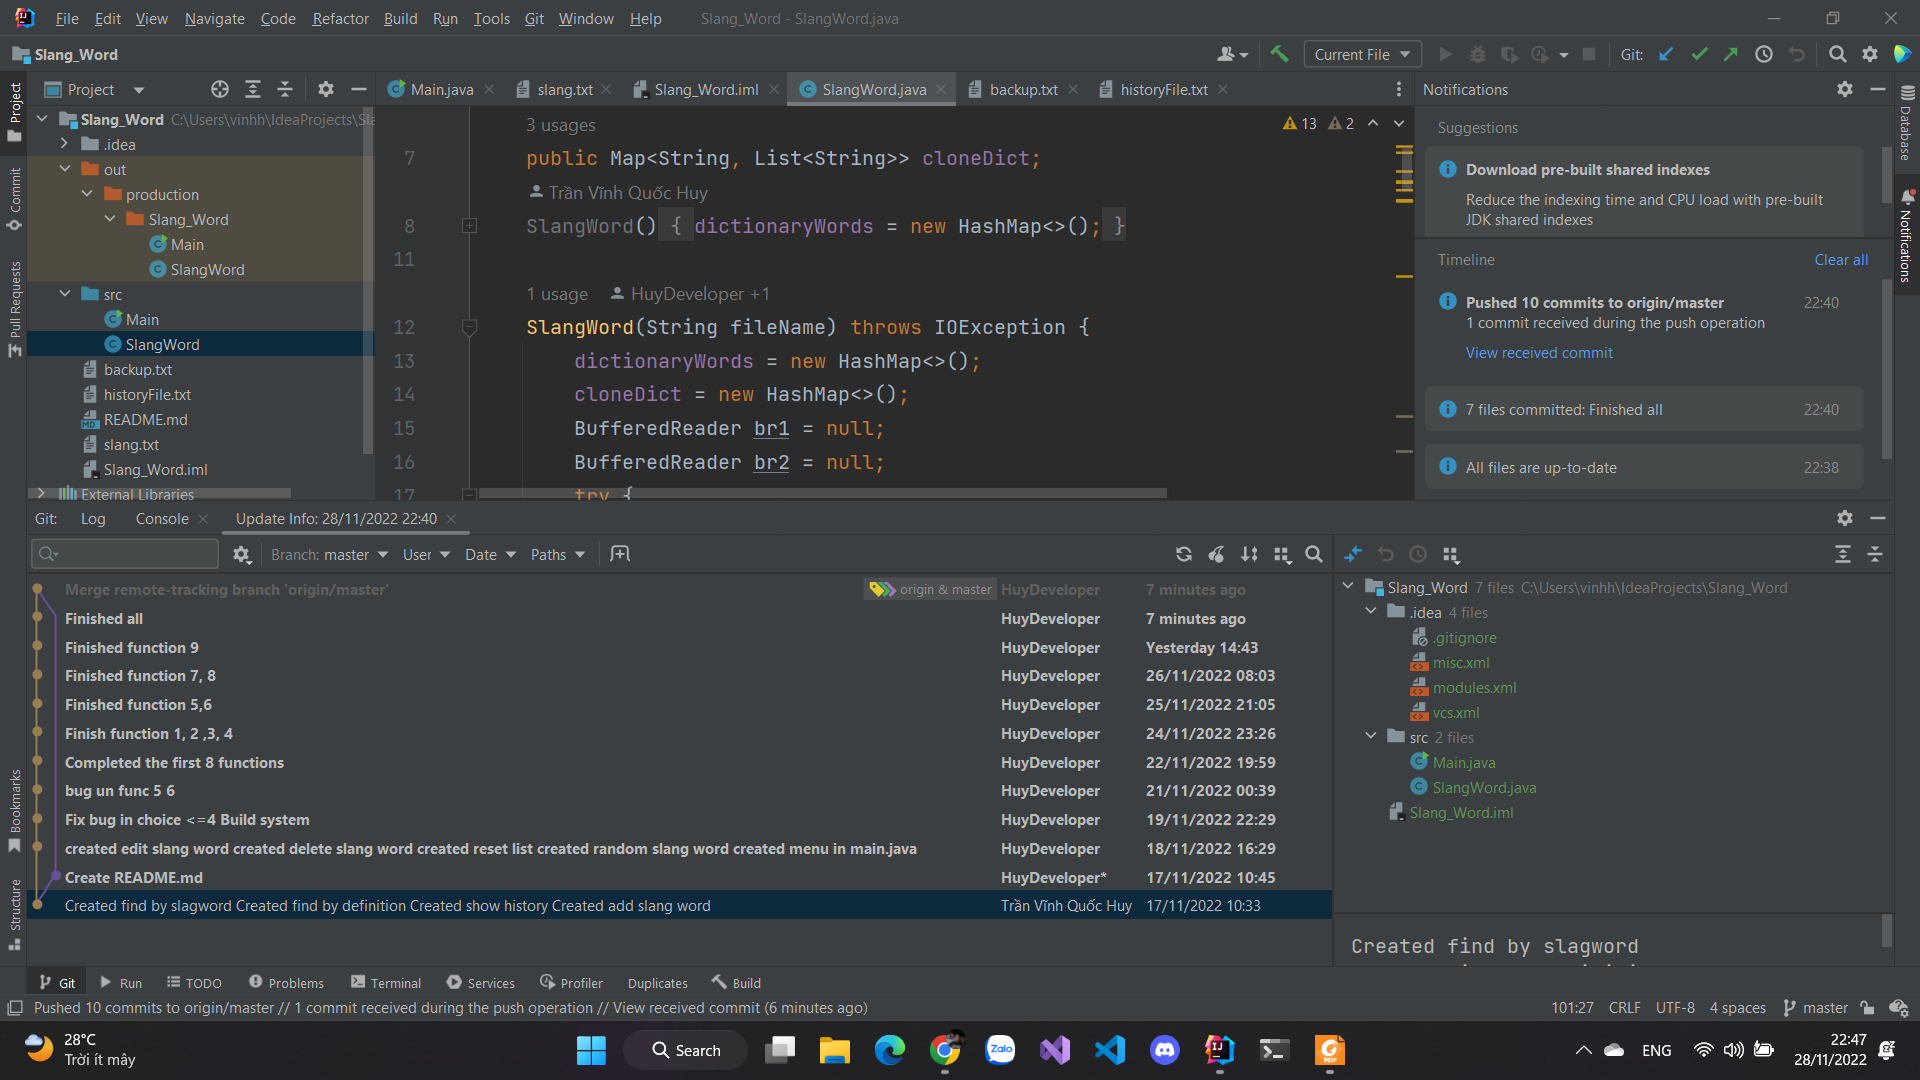 File Edit View Navigate Code Refactor Build Run Tools Git Window Help Slang_Word - SlangWord.java
Slang_Word Current File Git:
Project
Main.java slang.txt Slang_Word.iml SlangWord.java backup.txt historyFile.txt
Notifications
Project
Commit
Pull Requests
Bookmarks
Structure
Slang_Word C:\Users\vinhh\IdeaProjects\Sla
.idea
out
production
Slang_Word
Main
SlangWord
src
Main
SlangWord
backup.txt
historyFile.txt
README.md
slang.txt
Slang_Word.iml
External Libraries
3 usages
13 2
7 public Map<String, List<String>> cloneDict;
Trần Vĩnh Quốc Huy
8 SlangWord() { dictionaryWords = new HashMap<>(); }
11
1 usage HuyDeveloper +1
12 SlangWord(String fileName) throws IOException {
13 dictionaryWords = new HashMap<>();
14 cloneDict = new HashMap<>();
15 BufferedReader br1 = null;
16 BufferedReader br2 = null;
17 try {
Suggestions
Download pre-built shared indexes
Reduce the indexing time and CPU load with pre-built
JDK shared indexes
Timeline Clear all
Pushed 10 commits to origin/master 22:40
1 commit received during the push operation
View received commit
7 files committed: Finished all 22:40
All files are up-to-date 22:38
Database
Notifications
Git: Log Console Update Info: 28/11/2022 22:40
Branch: master User Date Paths
Merge remote-tracking branch 'origin/master' origin & master HuyDeveloper 7 minutes ago
Finished all HuyDeveloper 7 minutes ago
Finished function 9 HuyDeveloper Yesterday 14:43
Finished function 7, 8 HuyDeveloper 26/11/2022 08:03
Finished function 5,6 HuyDeveloper 25/11/2022 21:05
Finish function 1, 2 ,3, 4 HuyDeveloper 24/11/2022 23:26
Completed the first 8 functions HuyDeveloper 22/11/2022 19:59
bug un func 5 6 HuyDeveloper 21/11/2022 00:39
Fix bug in choice <=4 Build system HuyDeveloper 19/11/2022 22:29
created edit slang word created delete slang word created reset list created random slang word created menu in main.java HuyDeveloper 18/11/2022 16:29
Create README.md HuyDeveloper* 17/11/2022 10:45
Created find by slagword Created find by definition Created show history Created add slang word Trần Vĩnh Quốc Huy 17/11/2022 10:33
Slang_Word 7 files C:\Users\vinhh\IdeaProjects\Slang_Word
.idea 4 files
.gitignore
misc.xml
modules.xml
vcs.xml
src 2 files
Main.java
SlangWord.java
Slang_Word.iml
Created find by slagword
Git Run TODO Problems Terminal Services Profiler Duplicates Build
Pushed 10 commits to origin/master // 1 commit received during the push operation // View received commit (6 minutes ago) 101:27 CRLF UTF-8 4 spaces master
28°C
Trời ít mây
Search
Zalo
PDF
ENG
22:47
28/11/2022